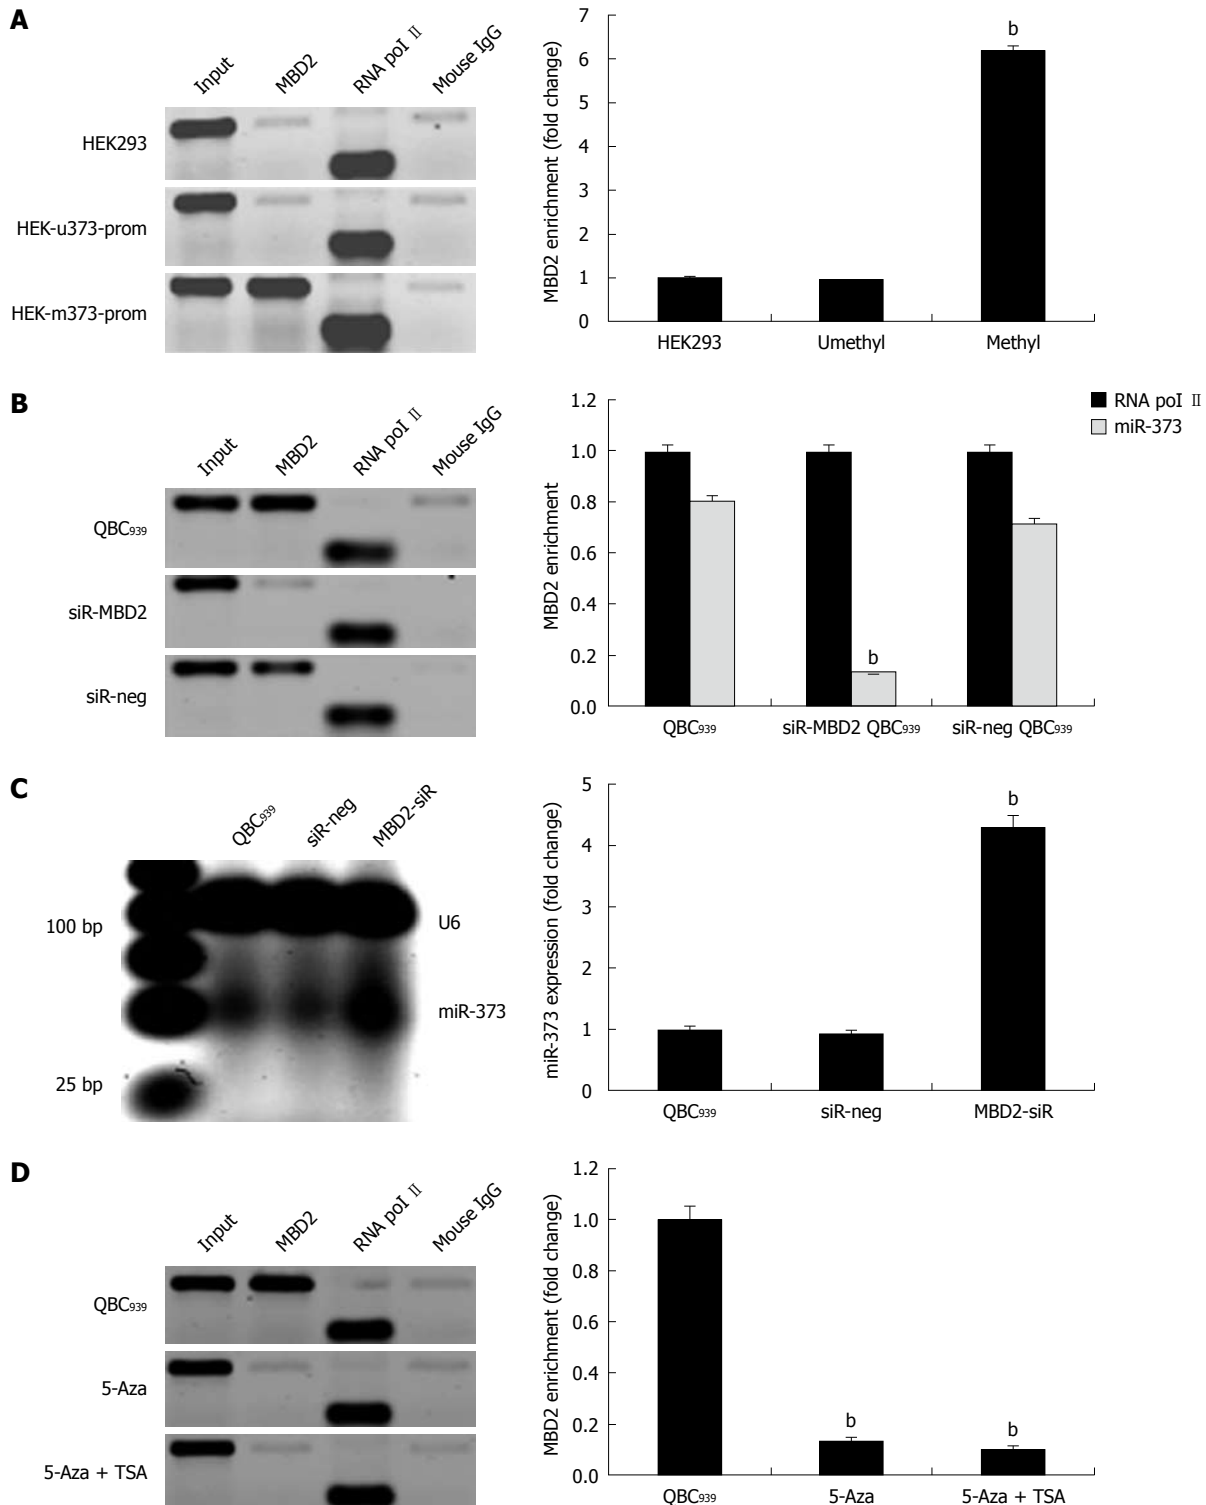 A
Input MBD2 RNA poI Ⅱ Mouse IgG
HEK293
HEK-u373-prom
HEK-m373-prom
MBD2 enrichment (fold change)
7
6
5
4
3
2
1
0
b
HEK293 Umethyl Methyl
B
Input MBD2 RNA poI Ⅱ Mouse IgG
QBC₉₃₉
siR-MBD2
siR-neg
MBD2 enrichment
1.2
1.0
0.8
0.6
0.4
0.2
0.0
b
RNA poI Ⅱ
miR-373
QBC₉₃₉ siR-MBD2 QBC₉₃₉ siR-neg QBC₉₃₉
C
QBC₉₃₉ siR-neg MBD2-siR
100 bp
25 bp
U6
miR-373
miR-373 expression (fold change)
5
4
3
2
1
0
b
QBC₉₃₉ siR-neg MBD2-siR
D
Input MBD2 RNA poI Ⅱ Mouse IgG
QBC₉₃₉
5-Aza
5-Aza + TSA
MBD2 enrichment (fold change)
1.2
1.0
0.8
0.6
0.4
0.2
0.0
b
b
QBC₉₃₉ 5-Aza 5-Aza + TSA